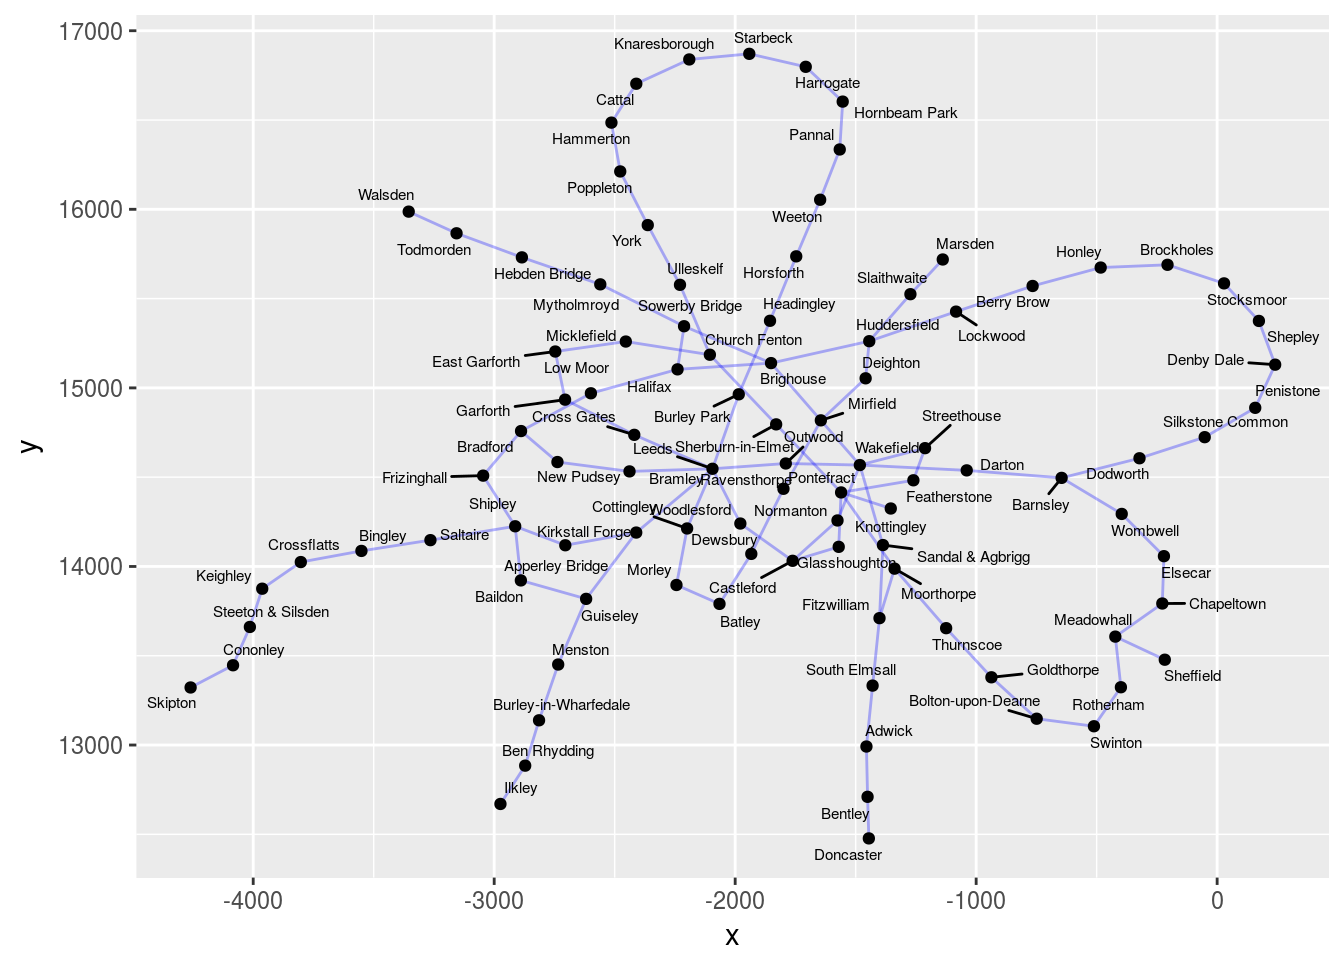 17000
16000
15000
14000
13000
y
Starbeck
Knaresborough
Harrogate
Cattal
Hornbeam Park
Hammerton
Pannal
Poppleton
Walsden
Weeton
York
Marsden
Todmorden
Honley
Brockholes
Ulleskelf
Hebden Bridge
Horsforth
Slaithwaite
Mytholmroyd
Sowerby Bridge
Headingley
Berry Brow
Stocksmoor
Huddersfield
Lockwood
Shepley
Micklefield
Church Fenton
East Garforth
Low Moor
Deighton
Denby Dale
Halifax
Brighouse
Penistone
Garforth
Cross Gates
Burley Park
Mirfield
Streethouse
Silkstone Common
Bradford
Leeds
Sherburn-in-Elmet
Outwood
Wakefield
Frizinghall
New Pudsey
Bramley
Ravensthorpe
Pontefract
Darton
Dodworth
Shipley
Cottingley
Woodlesford
Normanton
Featherstone
Barnsley
Crossflatts
Bingley
Saltaire
Kirkstall Forge
Dewsbury
Knottingley
Wombwell
Keighley
Apperley Bridge
Morley
Castleford
Glasshoughton
Sandal & Agbrigg
Elsecar
Steeton & Silsden
Baildon
Guiseley
Batley
Fitzwilliam
Moorthorpe
Meadowhall
Chapeltown
Cononley
Menston
Thurnscoe
Skipton
South Elmsall
Goldthorpe
Sheffield
Burley-in-Wharfedale
Bolton-upon-Dearne
Rotherham
Ben Rhydding
Adwick
Swinton
Ilkley
Bentley
Doncaster
-4000
-3000
-2000
-1000
0
x